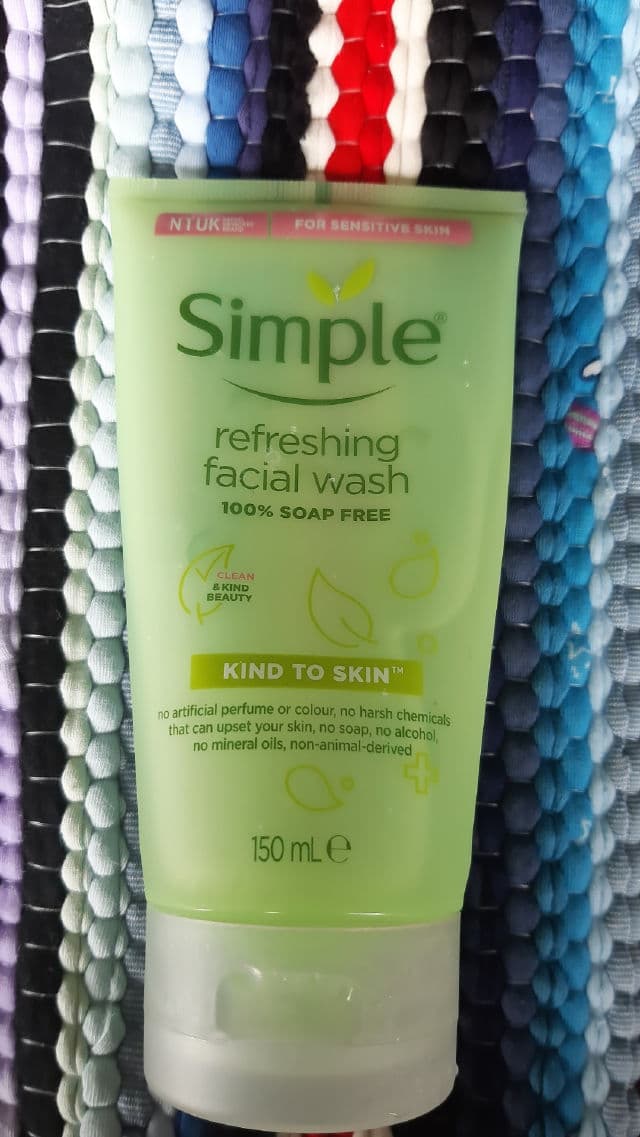 NTUK FOR SENSITIVE SKIN
Simple®
refreshing
facial wash
100% SOAP FREE
CLEAN
& KIND
BEAUTY
KIND TO SKIN™
no artificial perfume or colour, no harsh chemicals
that can upset your skin, no soap, no alcohol,
no mineral oils, non-animal-derived
150 mL ℮